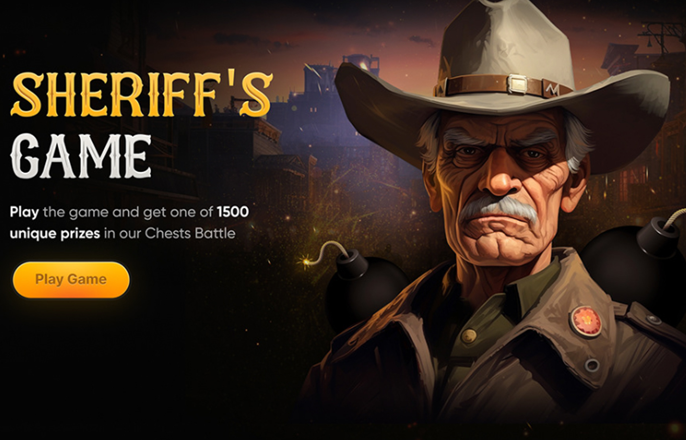 SHERIFF'S
GAME
Play the game and get one of 1500
unique prizes in our Chests Battle
Play Game